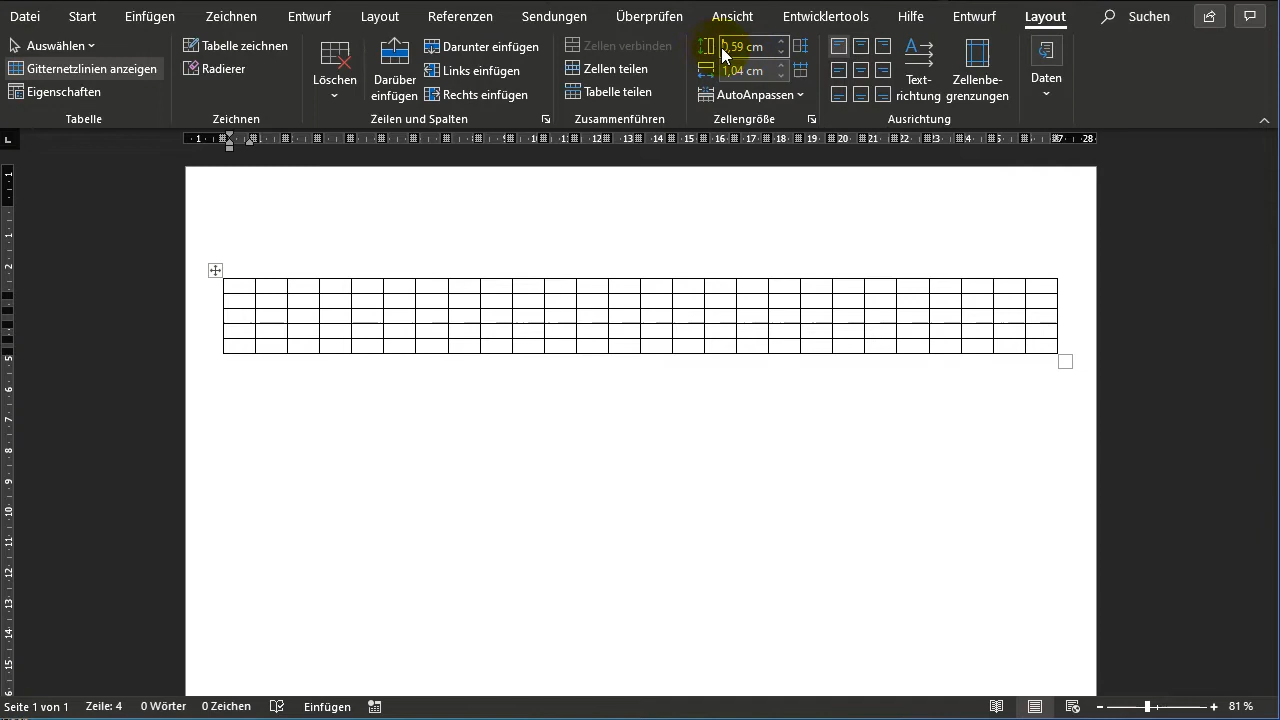 Datei Start Einfügen Zeichnen Entwurf Layout Referenzen Sendungen Überprüfen Ansicht Entwicklertools Hilfe Entwurf Layout Suchen
Auswählen
Gitternetzlinien anzeigen
Eigenschaften
Tabelle
Tabelle zeichnen
Radierer
Zeichnen
Löschen
Darüber
einfügen
Darunter einfügen
Links einfügen
Rechts einfügen
Zeilen und Spalten
Zellen verbinden
Zellen teilen
Tabelle teilen
Zusammenführen
0,59 cm
1,04 cm
AutoAnpassen
Zellengröße
Text-
richtung
Zellenbe-
grenzungen
Ausrichtung
Daten
Seite 1 von 1 Zeile: 4 0 Wörter 0 Zeichen Einfügen 81 %